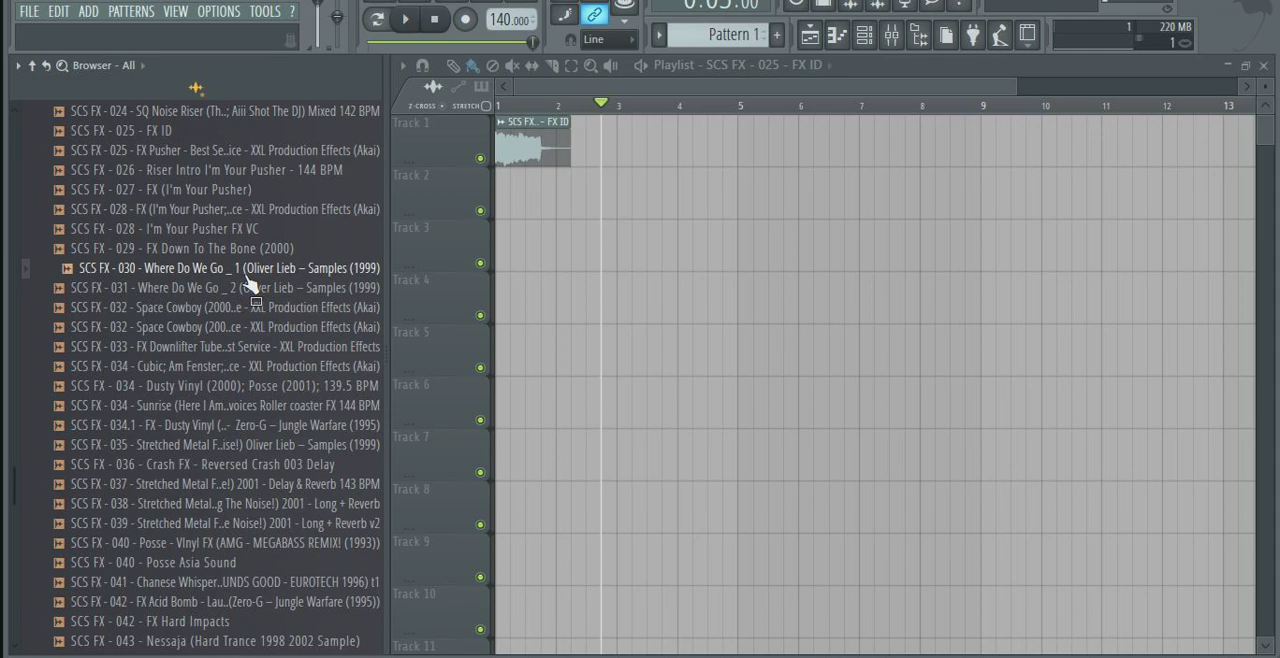 FILE EDIT ADD PATTERNS VIEW OPTIONS TOOLS ?
140.000
Line
Pattern 1
+
1
220 MB
1
Browser - All
Playlist - SCS FX - 025 - FX ID
Z-CROSS
STRETCH
1 2 3 4 5 6 7 8 9 10 11 12 13
SCS FX - 024 - SQ Noise Riser (Th..; Aiii Shot The DJ) Mixed 142 BPM
SCS FX - 025 - FX ID
SCS FX - 025 - FX Pusher - Best Se..ice - XXL Production Effects (Akai)
SCS FX - 026 - Riser Intro I'm Your Pusher - 144 BPM
SCS FX - 027 - FX (I'm Your Pusher)
SCS FX - 028 - FX (I'm Your Pusher;..ce - XXL Production Effects (Akai)
SCS FX - 028 - I'm Your Pusher FX VC
SCS FX - 029 - FX Down To The Bone (2000)
SCS FX - 030 - Where Do We Go _ 1 (Oliver Lieb – Samples (1999)
SCS FX - 031 - Where Do We Go _ 2 (Lieb – Samples (1999)
SCS FX - 032 - Space Cowboy (2000..e - XXL Production Effects (Akai)
SCS FX - 032 - Space Cowboy (200..ce - XXL Production Effects (Akai)
SCS FX - 033 - FX Downlifter Tube..st Service - XXL Production Effects
SCS FX - 034 - Cubic; Am Fenster;..ce - XXL Production Effects (Akai)
SCS FX - 034 - Dusty Vinyl (2000); Posse (2001); 139.5 BPM
SCS FX - 034 - Sunrise (Here I Am..voices Roller coaster FX 144 BPM
SCS FX - 034.1 - FX - Dusty Vinyl (..- Zero-G – Jungle Warfare (1995)
SCS FX - 035 - Stretched Metal F..ise!) Oliver Lieb – Samples (1999)
SCS FX - 036 - Crash FX - Reversed Crash 003 Delay
SCS FX - 037 - Stretched Metal F..e!) 2001 - Delay & Reverb 143 BPM
SCS FX - 038 - Stretched Metal..g The Noise!) 2001 - Long + Reverb
SCS FX - 039 - Stretched Metal F..e Noise!) 2001 - Long + Reverb v2
SCS FX - 040 - Posse - VInyl FX (AMG - MEGABASS REMIX! (1993))
SCS FX - 040 - Posse Asia Sound
SCS FX - 041 - Chanese Whisper..UNDS GOOD - EUROTECH 1996) t1
SCS FX - 042 - FX Acid Bomb - Lau..(Zero-G – Jungle Warfare (1995))
SCS FX - 042 - FX Hard Impacts
SCS FX - 043 - Nessaja (Hard Trance 1998 2002 Sample)
Track 1
SCS FX..- FX ID
Track 2
Track 3
Track 4
Track 5
Track 6
Track 7
Track 8
Track 9
Track 10
Track 11